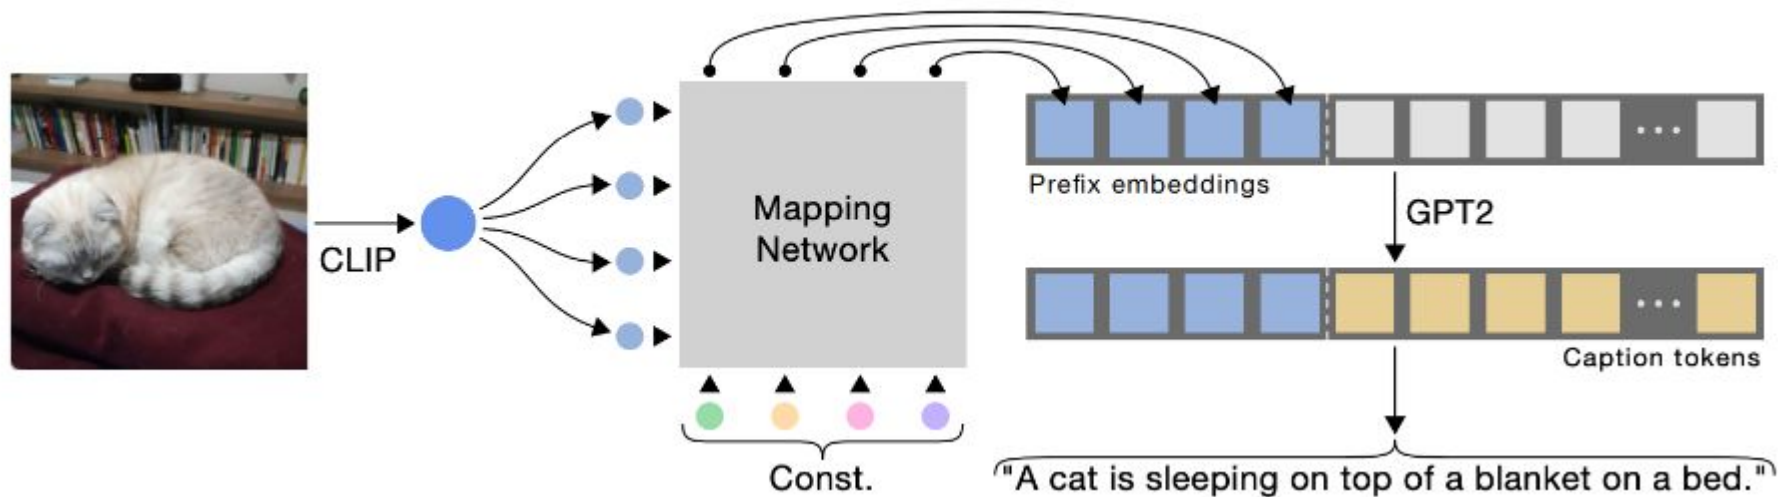 CLIP
Mapping
Network
Const.
Prefix embeddings
GPT2
Caption tokens
"A cat is sleeping on top of a blanket on a bed."